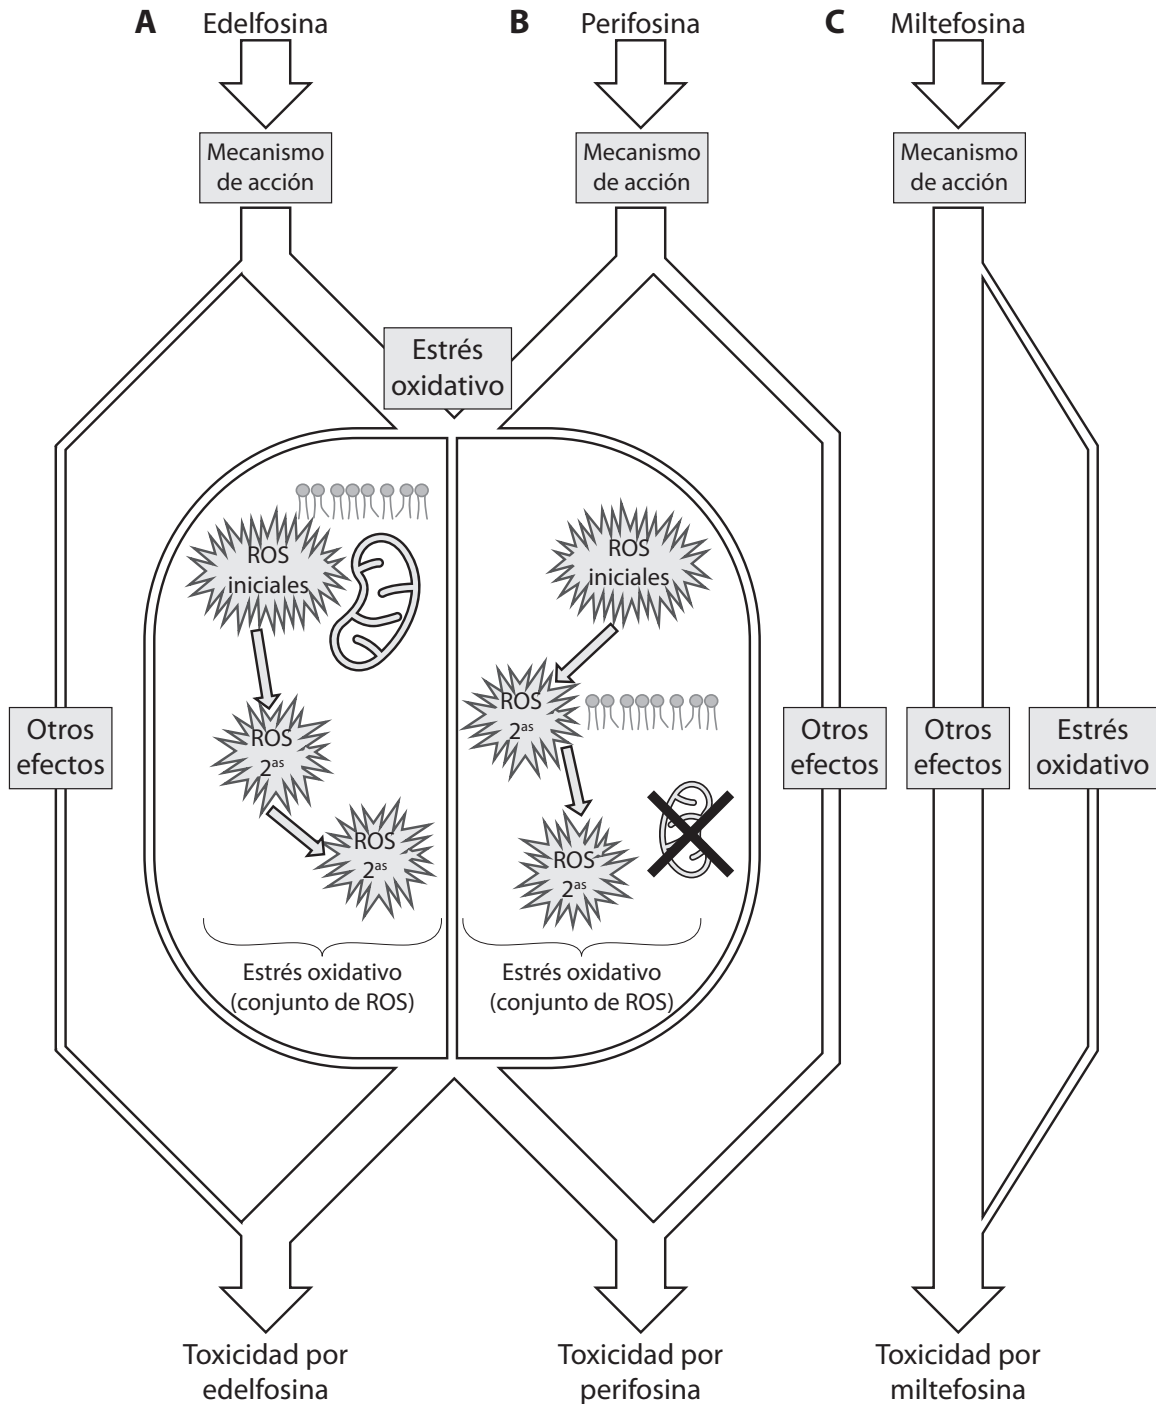 A Edelfosina
B Perifosina
C Miltefosina
Mecanismo
de acción
Mecanismo
de acción
Mecanismo
de acción
Estrés
oxidativo
ROS
iniciales
ROS
2as
ROS
2as
Estrés oxidativo
(conjunto de ROS)
ROS
iniciales
ROS
2as
ROS
2as
Estrés oxidativo
(conjunto de ROS)
Otros
efectos
Otros
efectos
Otros
efectos
Estrés
oxidativo
Toxicidad por
edelfosina
Toxicidad por
perifosina
Toxicidad por
miltefosina